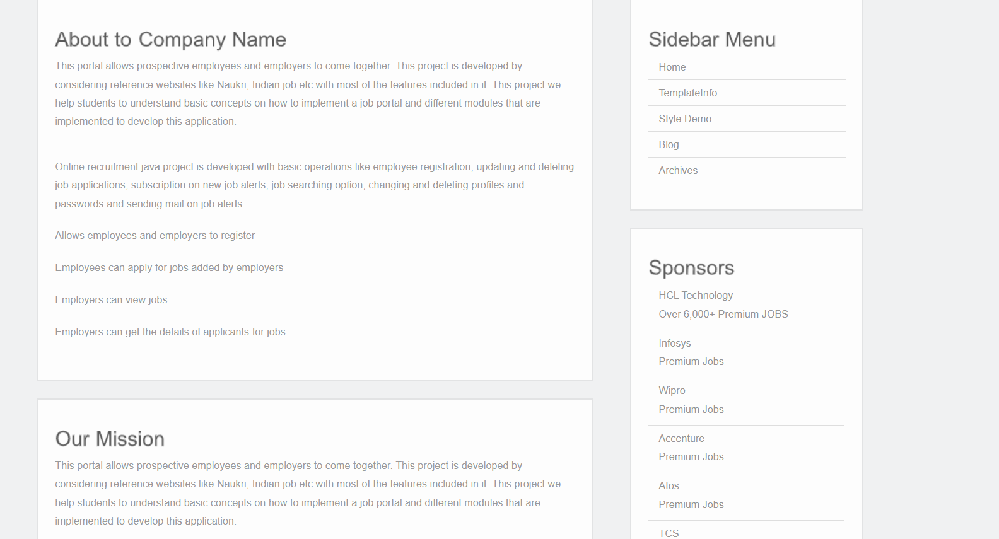 About to Company Name
This portal allows prospective employees and employers to come together. This project is developed by
considering reference websites like Naukri, Indian job etc with most of the features included in it. This project we
help students to understand basic concepts on how to implement a job portal and different modules that are
implemented to develop this application.
Online recruitment java project is developed with basic operations like employee registration, updating and deleting
job applications, subscription on new job alerts, job searching option, changing and deleting profiles and
passwords and sending mail on job alerts.
Allows employees and employers to register
Employees can apply for jobs added by employers
Employers can view jobs
Employers can get the details of applicants for jobs
Our Mission
This portal allows prospective employees and employers to come together. This project is developed by
considering reference websites like Naukri, Indian job etc with most of the features included in it. This project we
help students to understand basic concepts on how to implement a job portal and different modules that are
implemented to develop this application.
Sidebar Menu
Home
TemplateInfo
Style Demo
Blog
Archives
Sponsors
HCL Technology
Over 6,000+ Premium JOBS
Infosys
Premium Jobs
Wipro
Premium Jobs
Accenture
Premium Jobs
Atos
Premium Jobs
TCS